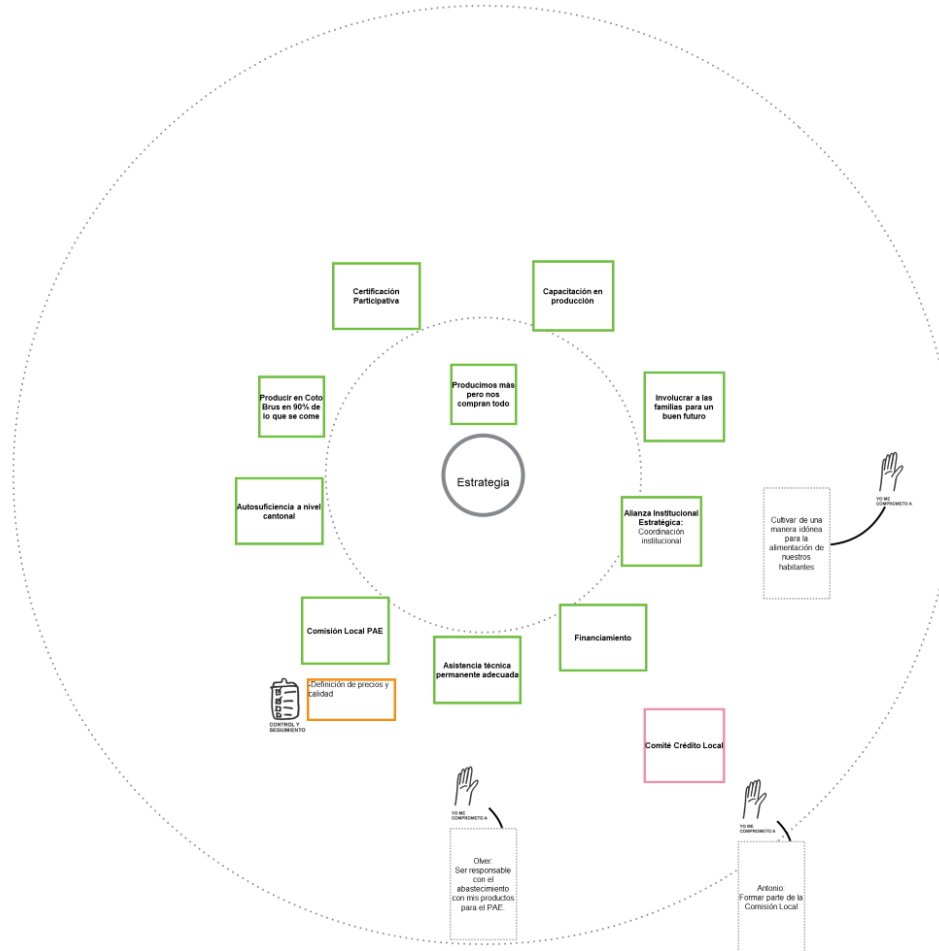 Certificación
Participativa
Capacitación en
producción
Producimos más
pero nos
compran todo
Producir en Coto
Brus en 90% de
lo que se come
Involucrar a las
familias para un
buen futuro
Estrategia
Autosuficiencia a nivel
cantonal
Alianza Institucional
Estratégica:
Coordinación
institucional
YO ME
COMPROMETO A
Cultivar de una
manera idónea
para la
alimentación de
nuestros
habitantes
Comisión Local PAE
Asistencia técnica
permanente adecuada
Financiamiento
-Definición de precios y
calidad
CONTROL Y
SEGUIMIENTO
Comité Crédito Local
YO ME
COMPROMETO A
Olver:
Ser responsable
con el
abastecimiento
con mis productos
para el PAE.
YO ME
COMPROMETO A
Antonio:
Formar parte de la
Comisión Local